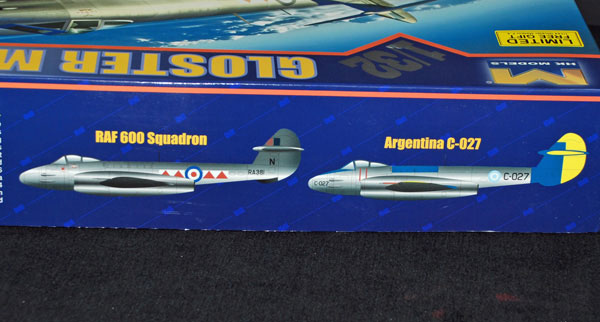 LIMITED
FREE GIFT
HK MODELS
1/32
GLOSTER M
RAF 600 Squadron
Argentina C-027
N
RA381
C-027
C-027